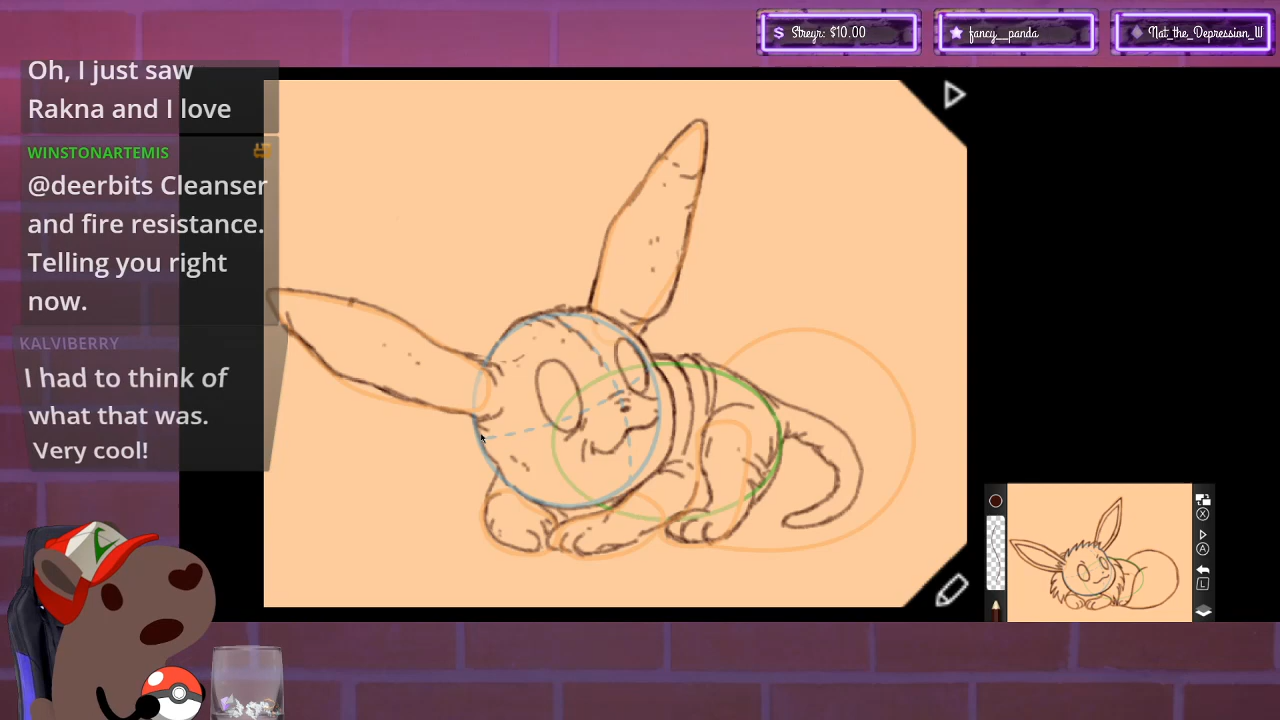 Streyr: $10.00
fancy__panda
Nat_the_Depression_W
Oh, I just saw
Rakna and I love
WINSTONARTEMIS
@deerbits Cleanser
and fire resistance.
Telling you right
now.
KALVIBERRY
I had to think of
what that was.
Very cool!
X
A
L